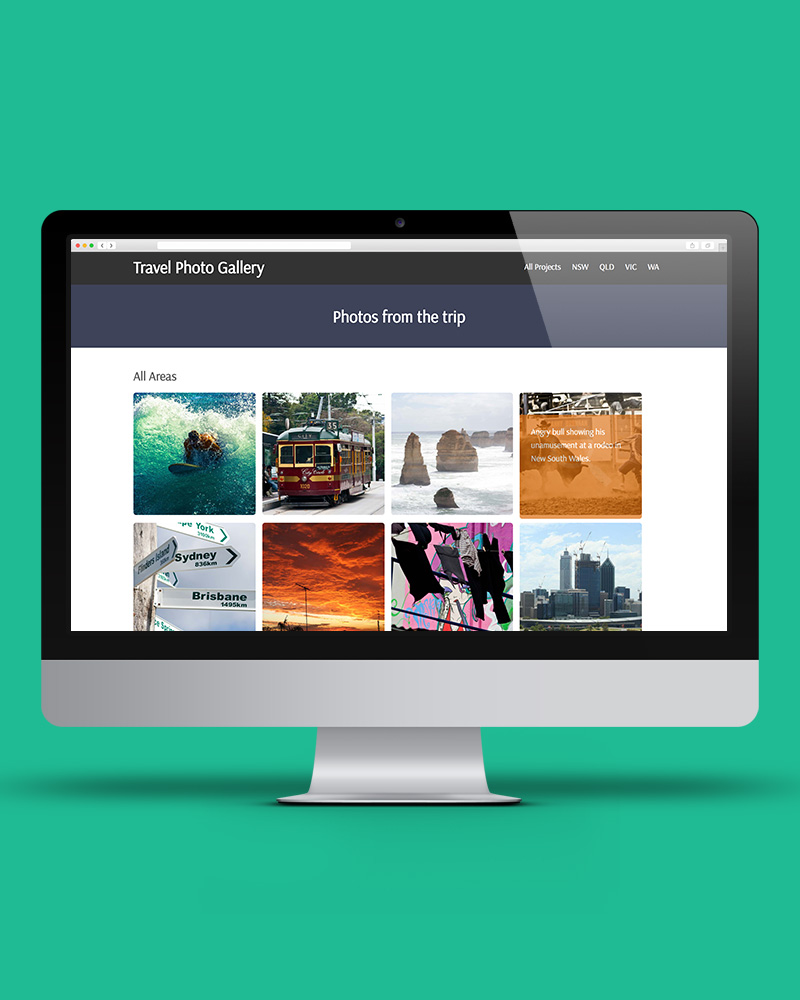 Travel Photo Gallery
All Projects NSW QLD VIC WA
Photos from the trip
All Areas
35
Angry bull showing his
unamusement at a rodeo in
New South Wales.
York
Sydney
836km
Brisbane
1495km